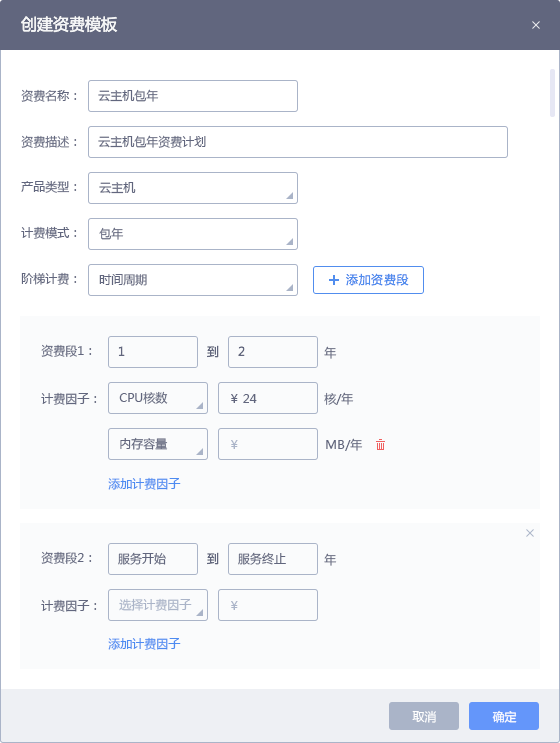 创建资费模板 ×
资费名称： 云主机包年
资费描述： 云主机包年资费计划
产品类型： 云主机
计费模式： 包年
阶梯计费： 时间周期 + 添加资费段
资费段1： 1 到 2 年
计费因子： CPU核数 ¥ 24 核/年
内存容量 ¥ MB/年
添加计费因子
资费段2： 服务开始 到 服务终止 年
计费因子： 选择计费因子 ¥
添加计费因子
取消 确定